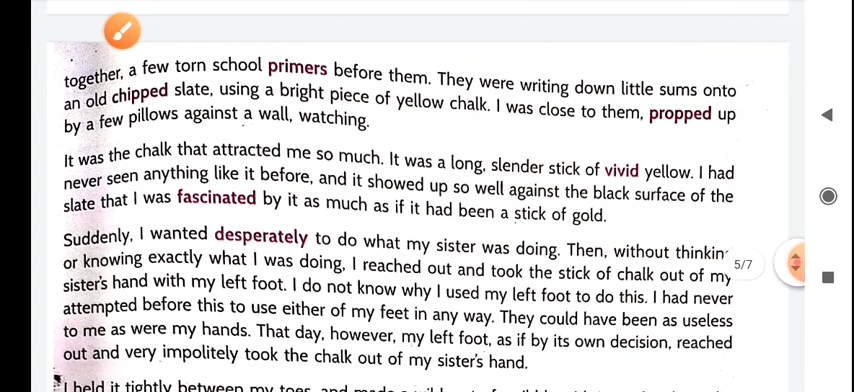 together, a few torn school primers before them. They were writing down little sums onto
an old chipped slate, using a bright piece of yellow chalk. I was close to them, propped up
by a few pillows against a wall, watching.
It was the chalk that attracted me so much. It was a long, slender stick of vivid yellow. I had
never seen anything like it before, and it showed up so well against the black surface of the
slate that I was fascinated by it as much as if it had been a stick of gold.
Suddenly, I wanted desperately to do what my sister was doing. Then, without thinkin
or knowing exactly what I was doing, I reached out and took the stick of chalk out of my
5/7
sister's hand with my left foot. I do not know why I used my left foot to do this. I had never
attempted before this to use either of my feet in any way. They could have been as useless
to me as were my hands. That day, however, my left foot, as if by its own decision, reached
out and very impolitely took the chalk out of my sister's hand.
I held it tightly between my toes, and made a wild